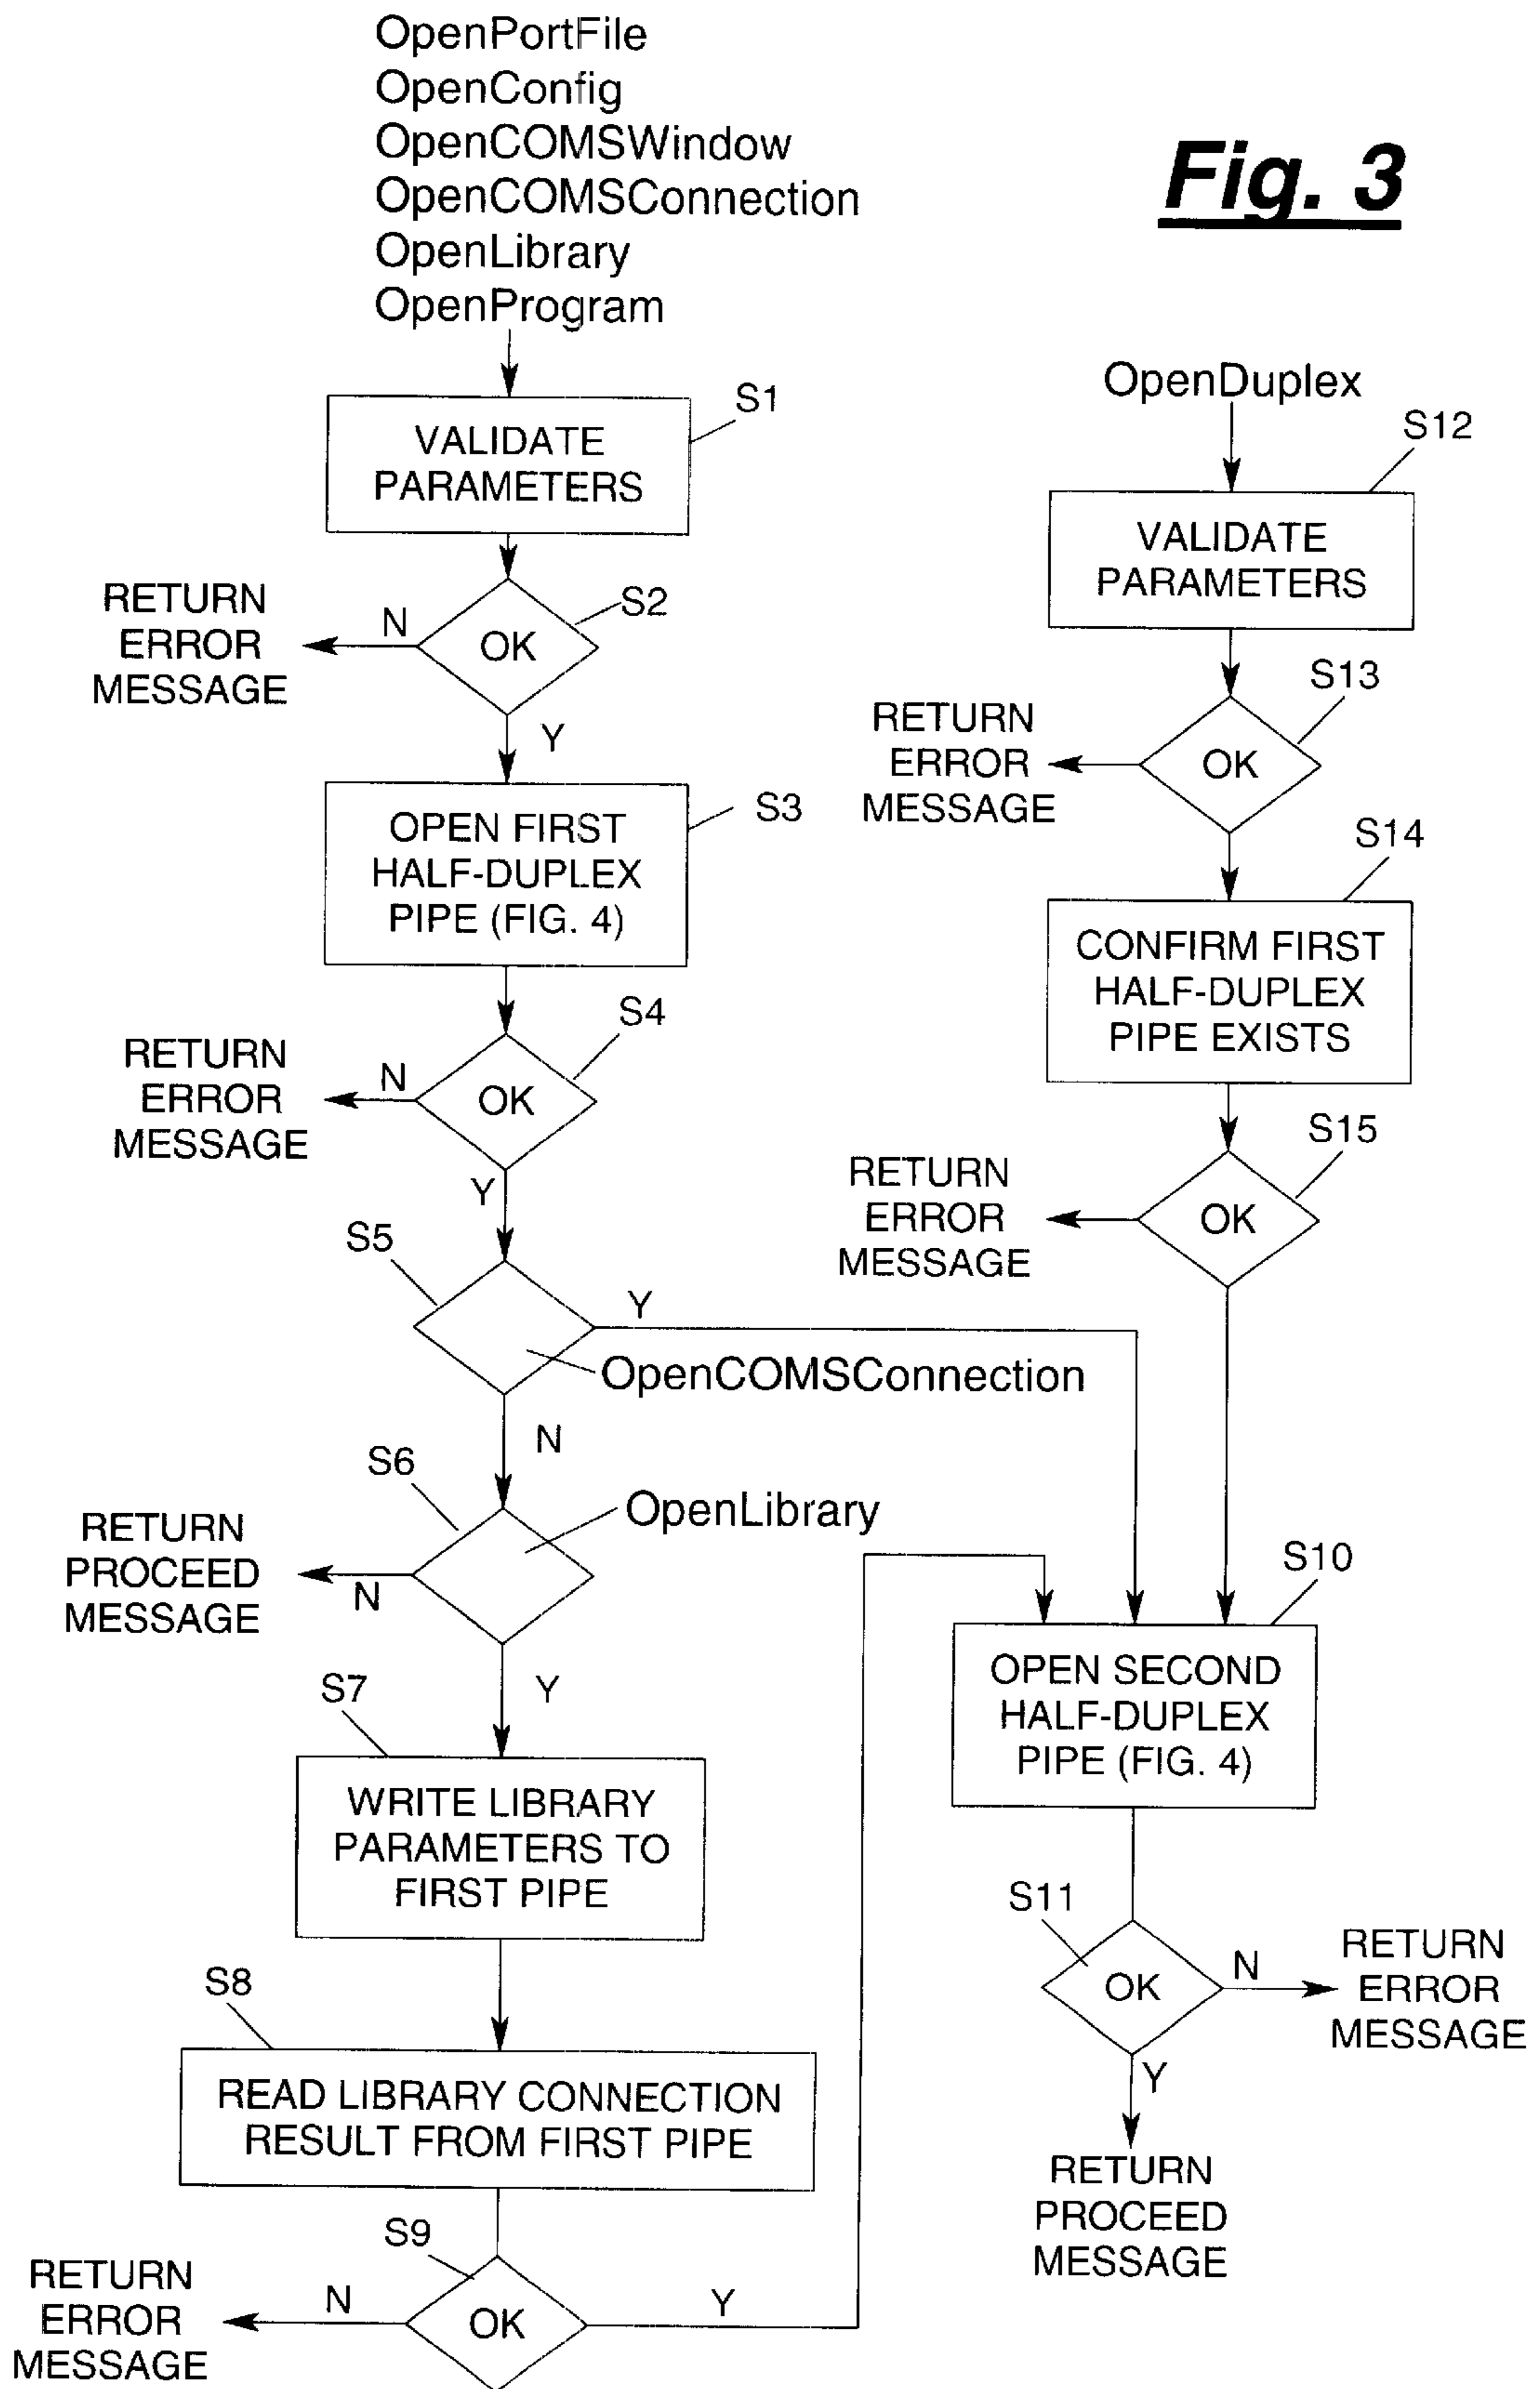 OpenPortFile
OpenConfig
OpenCOMSWindow
OpenCOMSConnection
OpenLibrary
OpenProgram
Fig. 3
S1
VALIDATE
PARAMETERS
S2
OK
N
RETURN
ERROR
MESSAGE
Y
S3
OPEN FIRST
HALF-DUPLEX
PIPE (FIG. 4)
S4
OK
N
RETURN
ERROR
MESSAGE
Y
S5
Y
OpenCOMSConnection
N
S6
OpenLibrary
N
RETURN
PROCEED
MESSAGE
Y
S7
WRITE LIBRARY
PARAMETERS TO
FIRST PIPE
S8
READ LIBRARY CONNECTION
RESULT FROM FIRST PIPE
S9
OK
N
RETURN
ERROR
MESSAGE
Y
OpenDuplex
S12
VALIDATE
PARAMETERS
S13
OK
RETURN
ERROR
MESSAGE
S14
CONFIRM FIRST
HALF-DUPLEX
PIPE EXISTS
S15
OK
RETURN
ERROR
MESSAGE
S10
OPEN SECOND
HALF-DUPLEX
PIPE (FIG. 4)
S11
OK
N
RETURN
ERROR
MESSAGE
Y
RETURN
PROCEED
MESSAGE